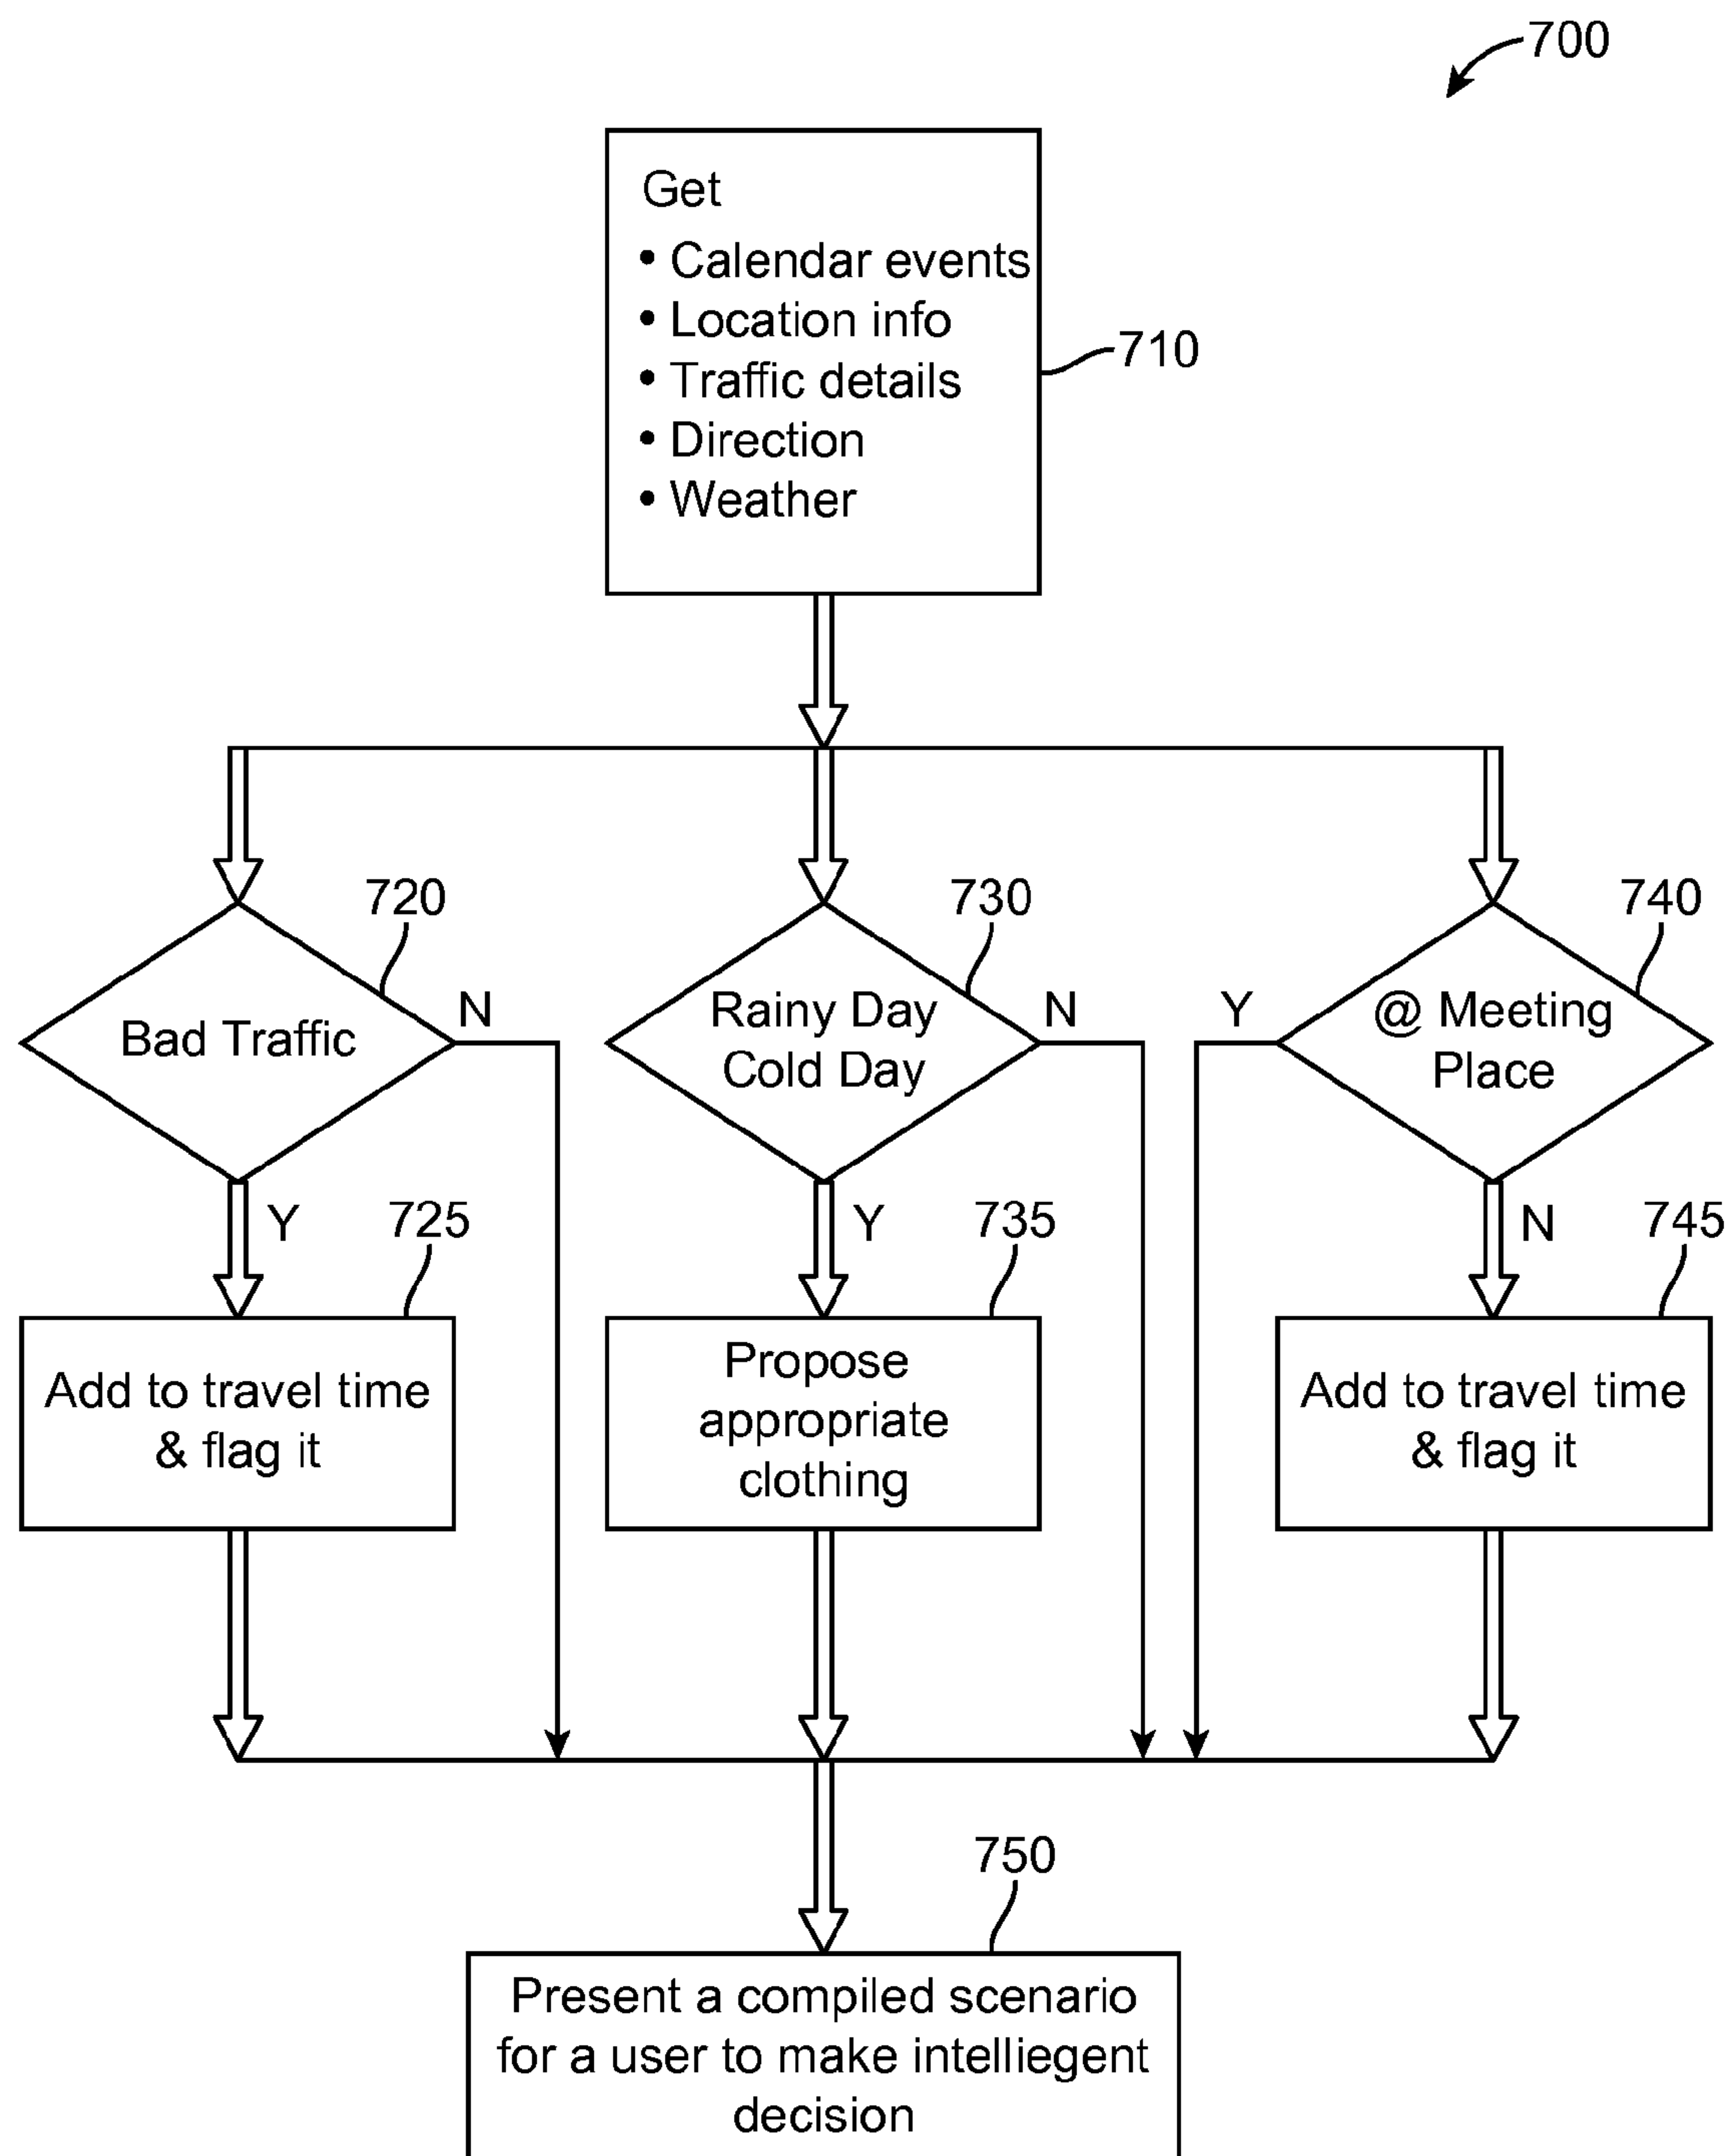 700
Get
• Calendar events
• Location info
• Traffic details
• Direction
• Weather
710
720
Bad Traffic
N
Y
725
Add to travel time
& flag it
730
Rainy Day
Cold Day
N
Y
735
Propose
appropriate
clothing
740
@ Meeting
Place
Y
N
745
Add to travel time
& flag it
750
Present a compiled scenario
for a user to make intelliegent
decision